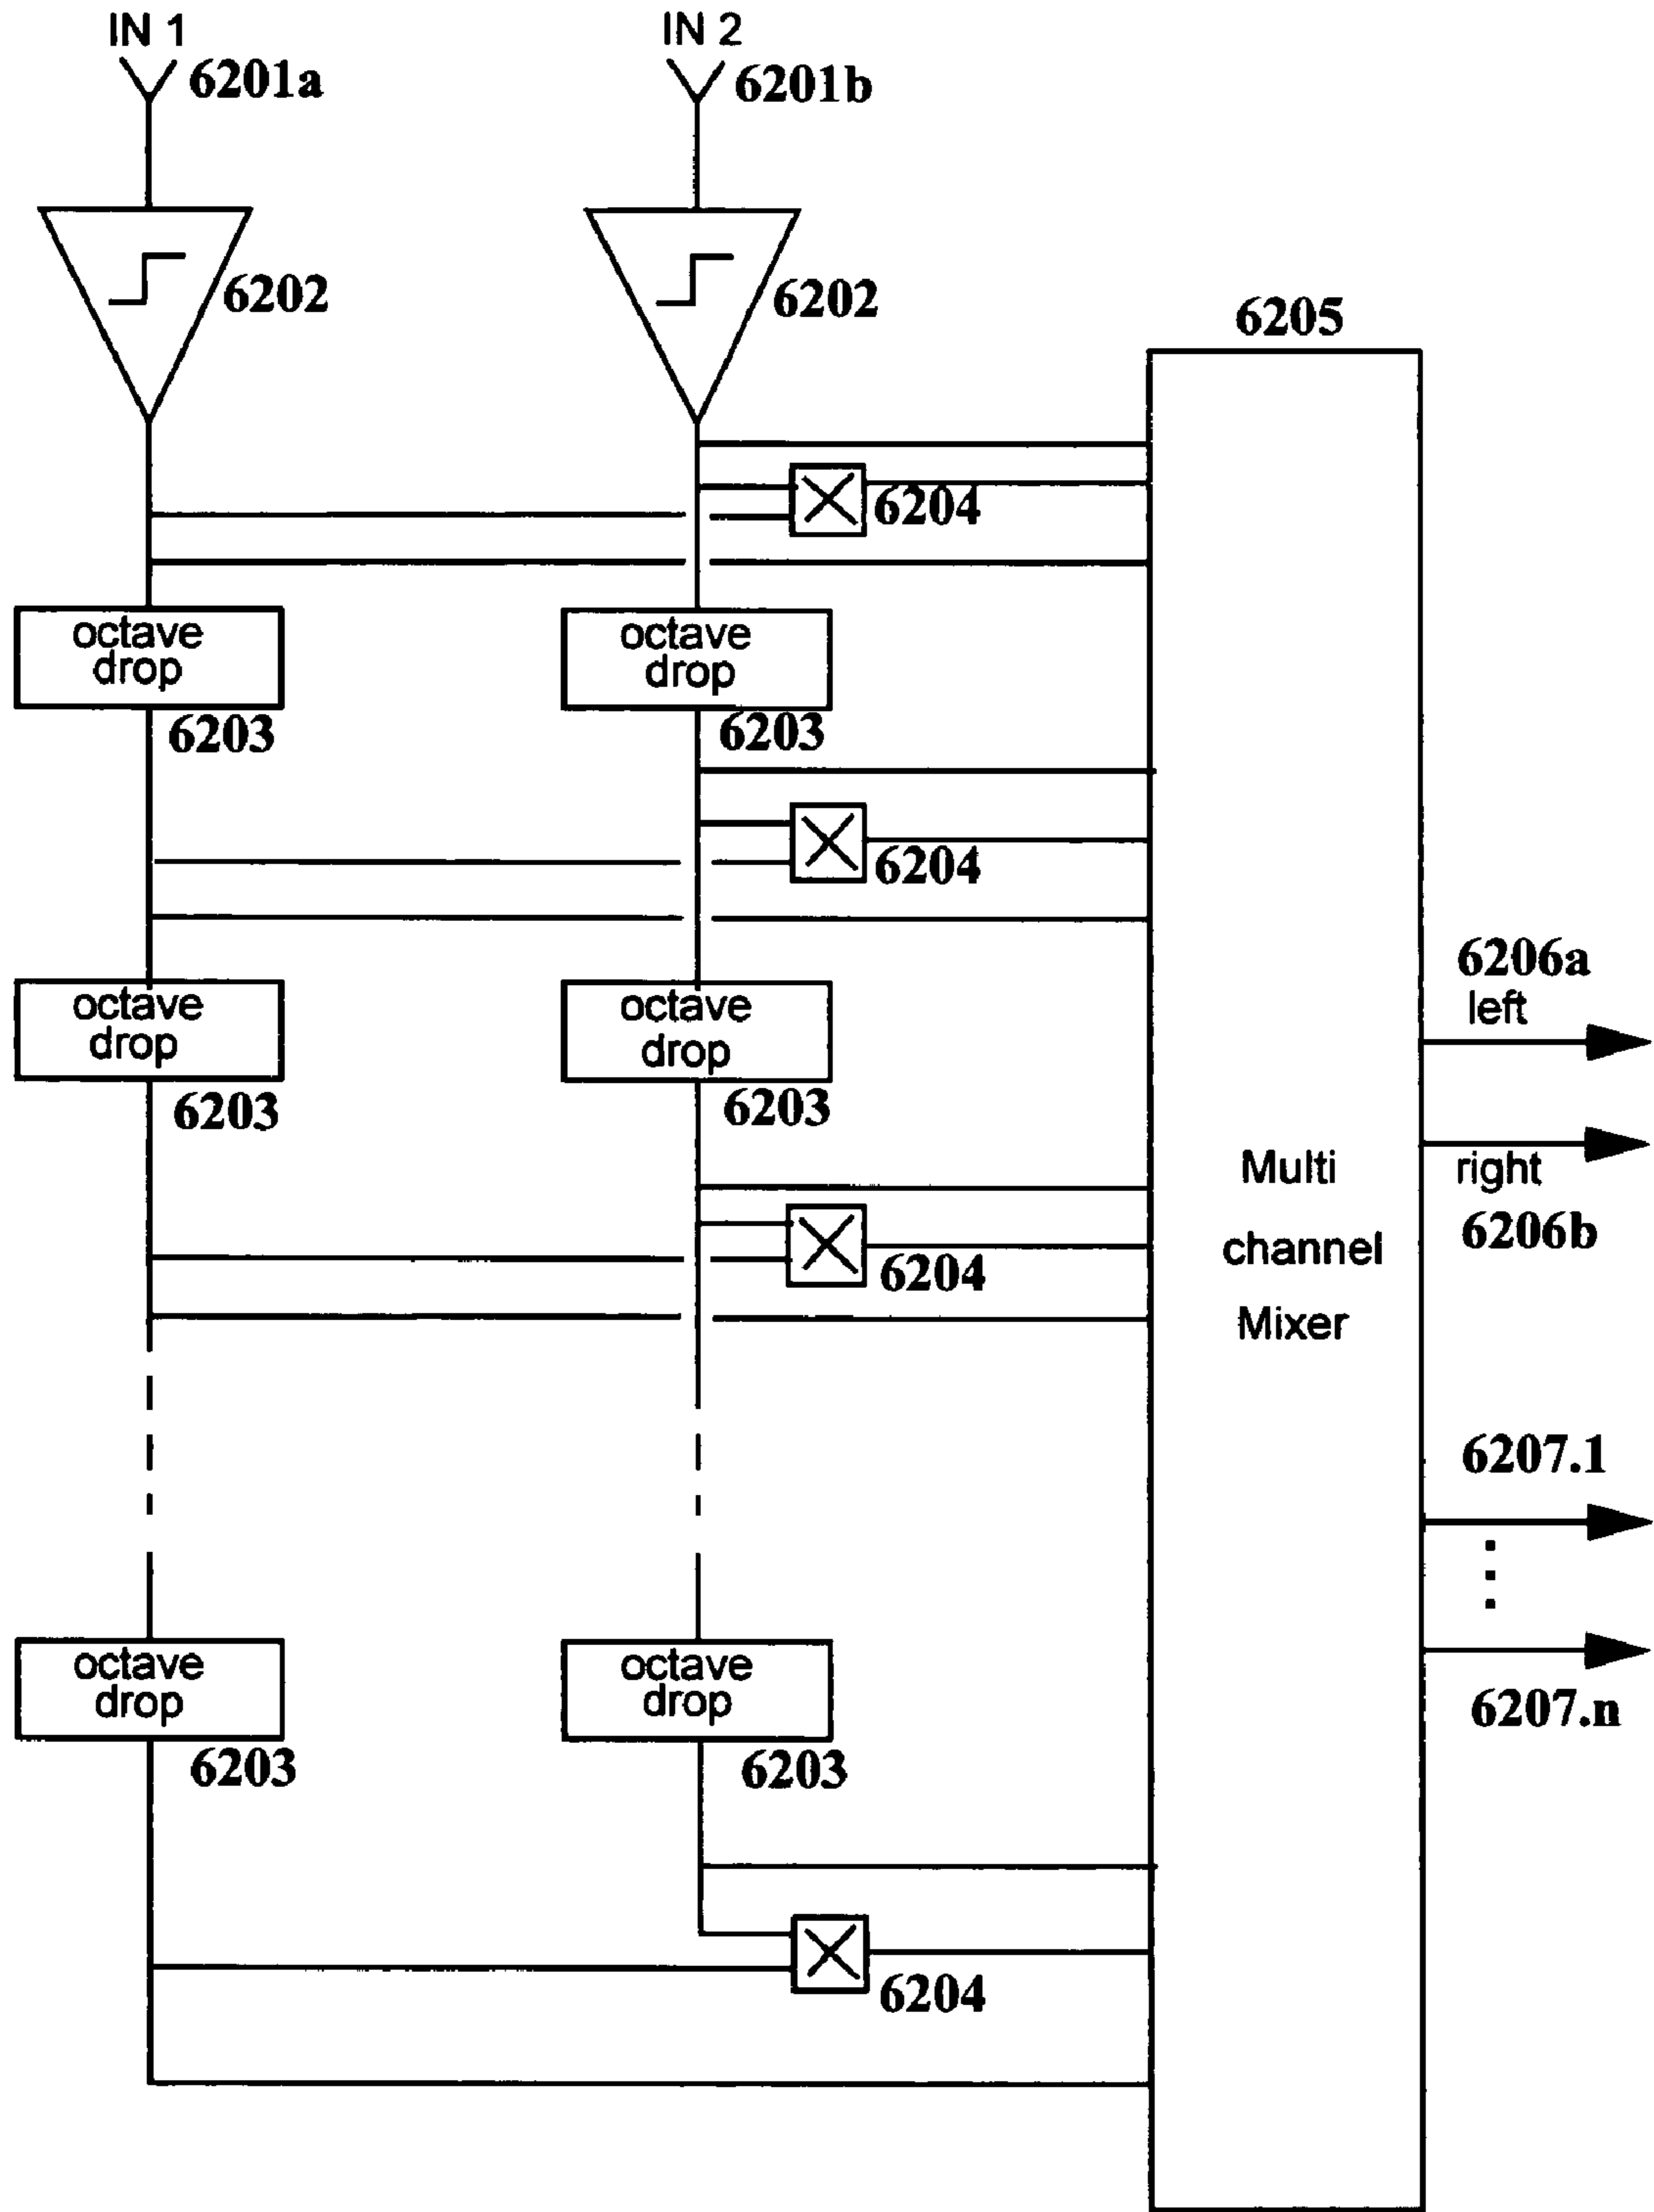 IN 1
IN 2
6201a
6201b
6202
6202
6205
6204
octave
drop
octave
drop
6203
6203
6204
6206a
left
octave
drop
octave
drop
6203
6203
Multi
channel
Mixer
right
6206b
6204
6207.1
octave
drop
octave
drop
6203
6203
6207.n
6204